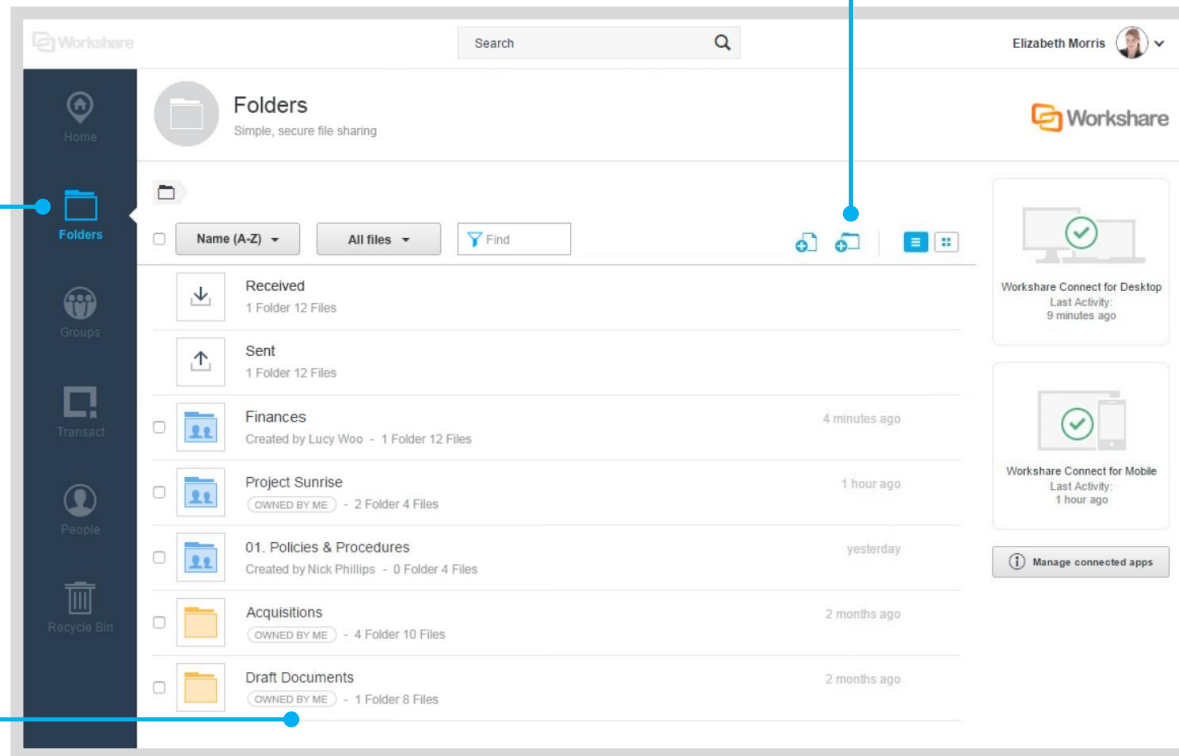 Workshare
Search
Elizabeth Morris
Home
Folders
Groups
Transact
People
Recycle Bin
Folders
Simple, secure file sharing
Workshare
Name (A-Z)
All files
Find
Received
1 Folder 12 Files
Sent
1 Folder 12 Files
Finances
4 minutes ago
Created by Lucy Woo - 1 Folder 12 Files
Project Sunrise
1 hour ago
OWNED BY ME - 2 Folder 4 Files
01. Policies & Procedures
yesterday
Created by Nick Phillips - 0 Folder 4 Files
Acquisitions
2 months ago
OWNED BY ME - 4 Folder 10 Files
Draft Documents
2 months ago
OWNED BY ME - 1 Folder 8 Files
Workshare Connect for Desktop
Last Activity:
9 minutes ago
Workshare Connect for Mobile
Last Activity:
1 hour ago
Manage connected apps